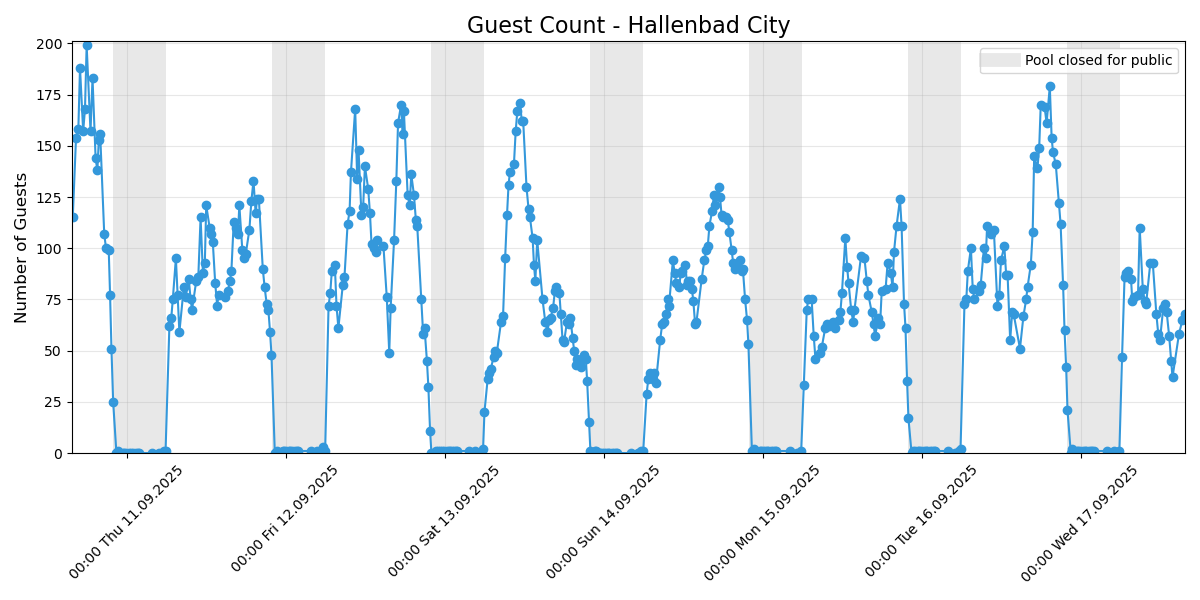 Guest Count - Hallenbad City
Pool closed for public
Number of Guests
200
175
150
125
100
75
50
25
0
00:00 Thu 11.09.2025
00:00 Fri 12.09.2025
00:00 Sat 13.09.2025
00:00 Sun 14.09.2025
00:00 Mon 15.09.2025
00:00 Tue 16.09.2025
00:00 Wed 17.09.2025